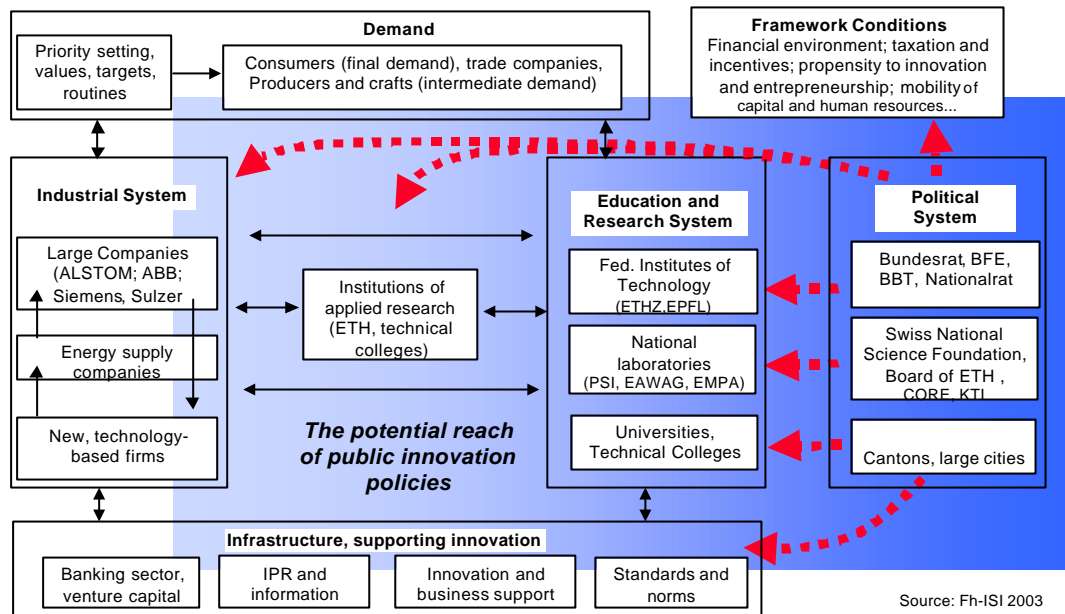 Demand
Priority setting,
values, targets,
routines
Consumers (final demand), trade companies,
Producers and crafts (intermediate demand)
Framework Conditions
Financial environment; taxation and
incentives; propensity to innovation
and entrepreneurship; mobility of
capital and human resources...
Industrial System
Large Companies
(ALSTOM; ABB;
Siemens, Sulzer
Energy supply
companies
New, technology-
based firms
Institutions of
applied research
(ETH, technical
colleges)
The potential reach
of public innovation
policies
Education and
Research System
Fed. Institutes of
Technology
(ETHZ.EPFL)
National
laboratories
(PSI, EAWAG, EMPA)
Universities,
Technical Colleges
Political
System
Bundesrat, BFE,
BBT, Nationalrat
Swiss National
Science Foundation,
Board of ETH ,
CORE, KTI
Cantons, large cities
Infrastructure, supporting innovation
Banking sector,
venture capital
IPR and
information
Innovation and
business support
Standards and
norms
Source: Fh-ISI 2003